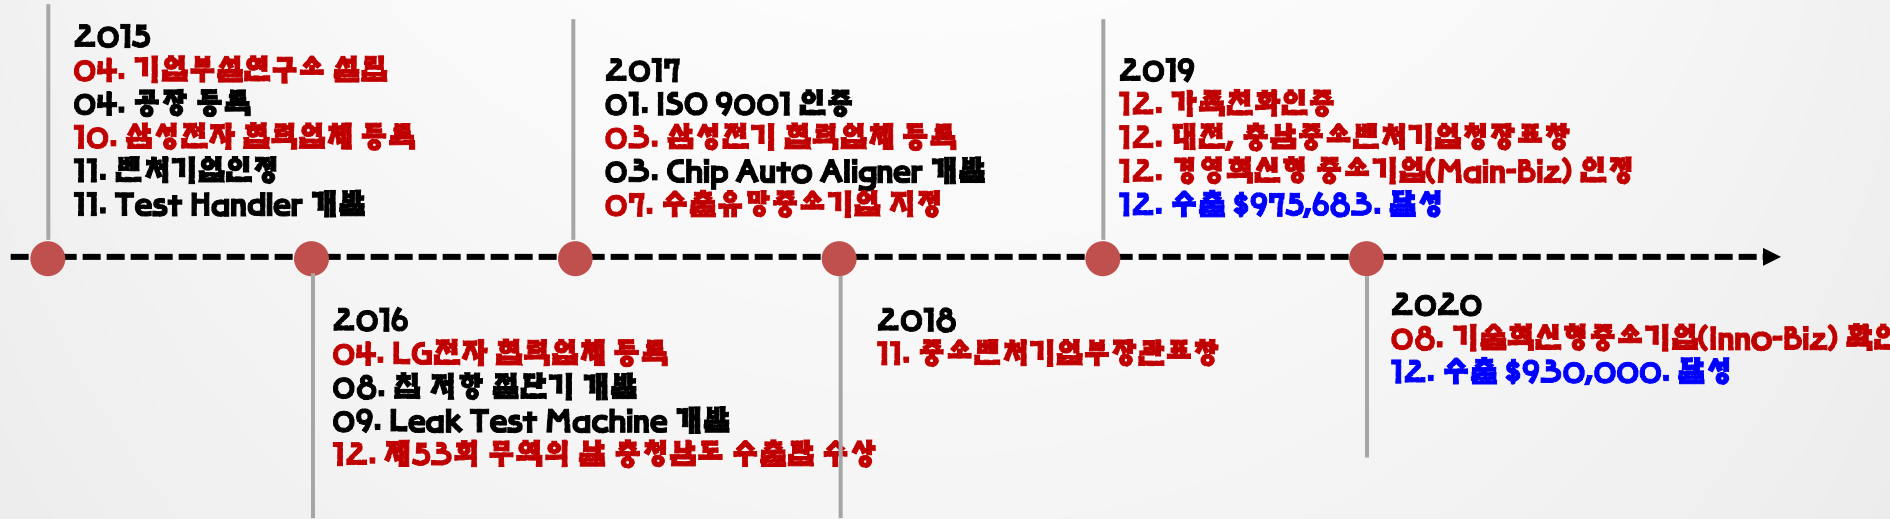 2015
04. 기업부설연구소 설립
04. 공장 등록
10. 삼성전자 협력업체 등록
11. 벤처기업인정
11. Test Handler 개발
2016
04. LG전자 협력업체 등록
08. 칩 저항 절단기 개발
09. Leak Test Machine 개발
12. 제53회 무역의 날 충청남도 수출탑 수상
2017
01. ISO 9001 인증
03. 삼성전기 협력업체 등록
03. Chip Auto Aligner 개발
07. 수출유망중소기업 지정
2018
11. 중소벤처기업부장관표창
2019
12. 가족친화인증
12. 대전, 충남중소벤처기업청장표창
12. 경영혁신형 중소기업(Main-Biz) 인정
12. 수출 $975,683. 달성
2020
08. 기술혁신형중소기업(Inno-Biz) 확인
12. 수출 $930,000. 달성